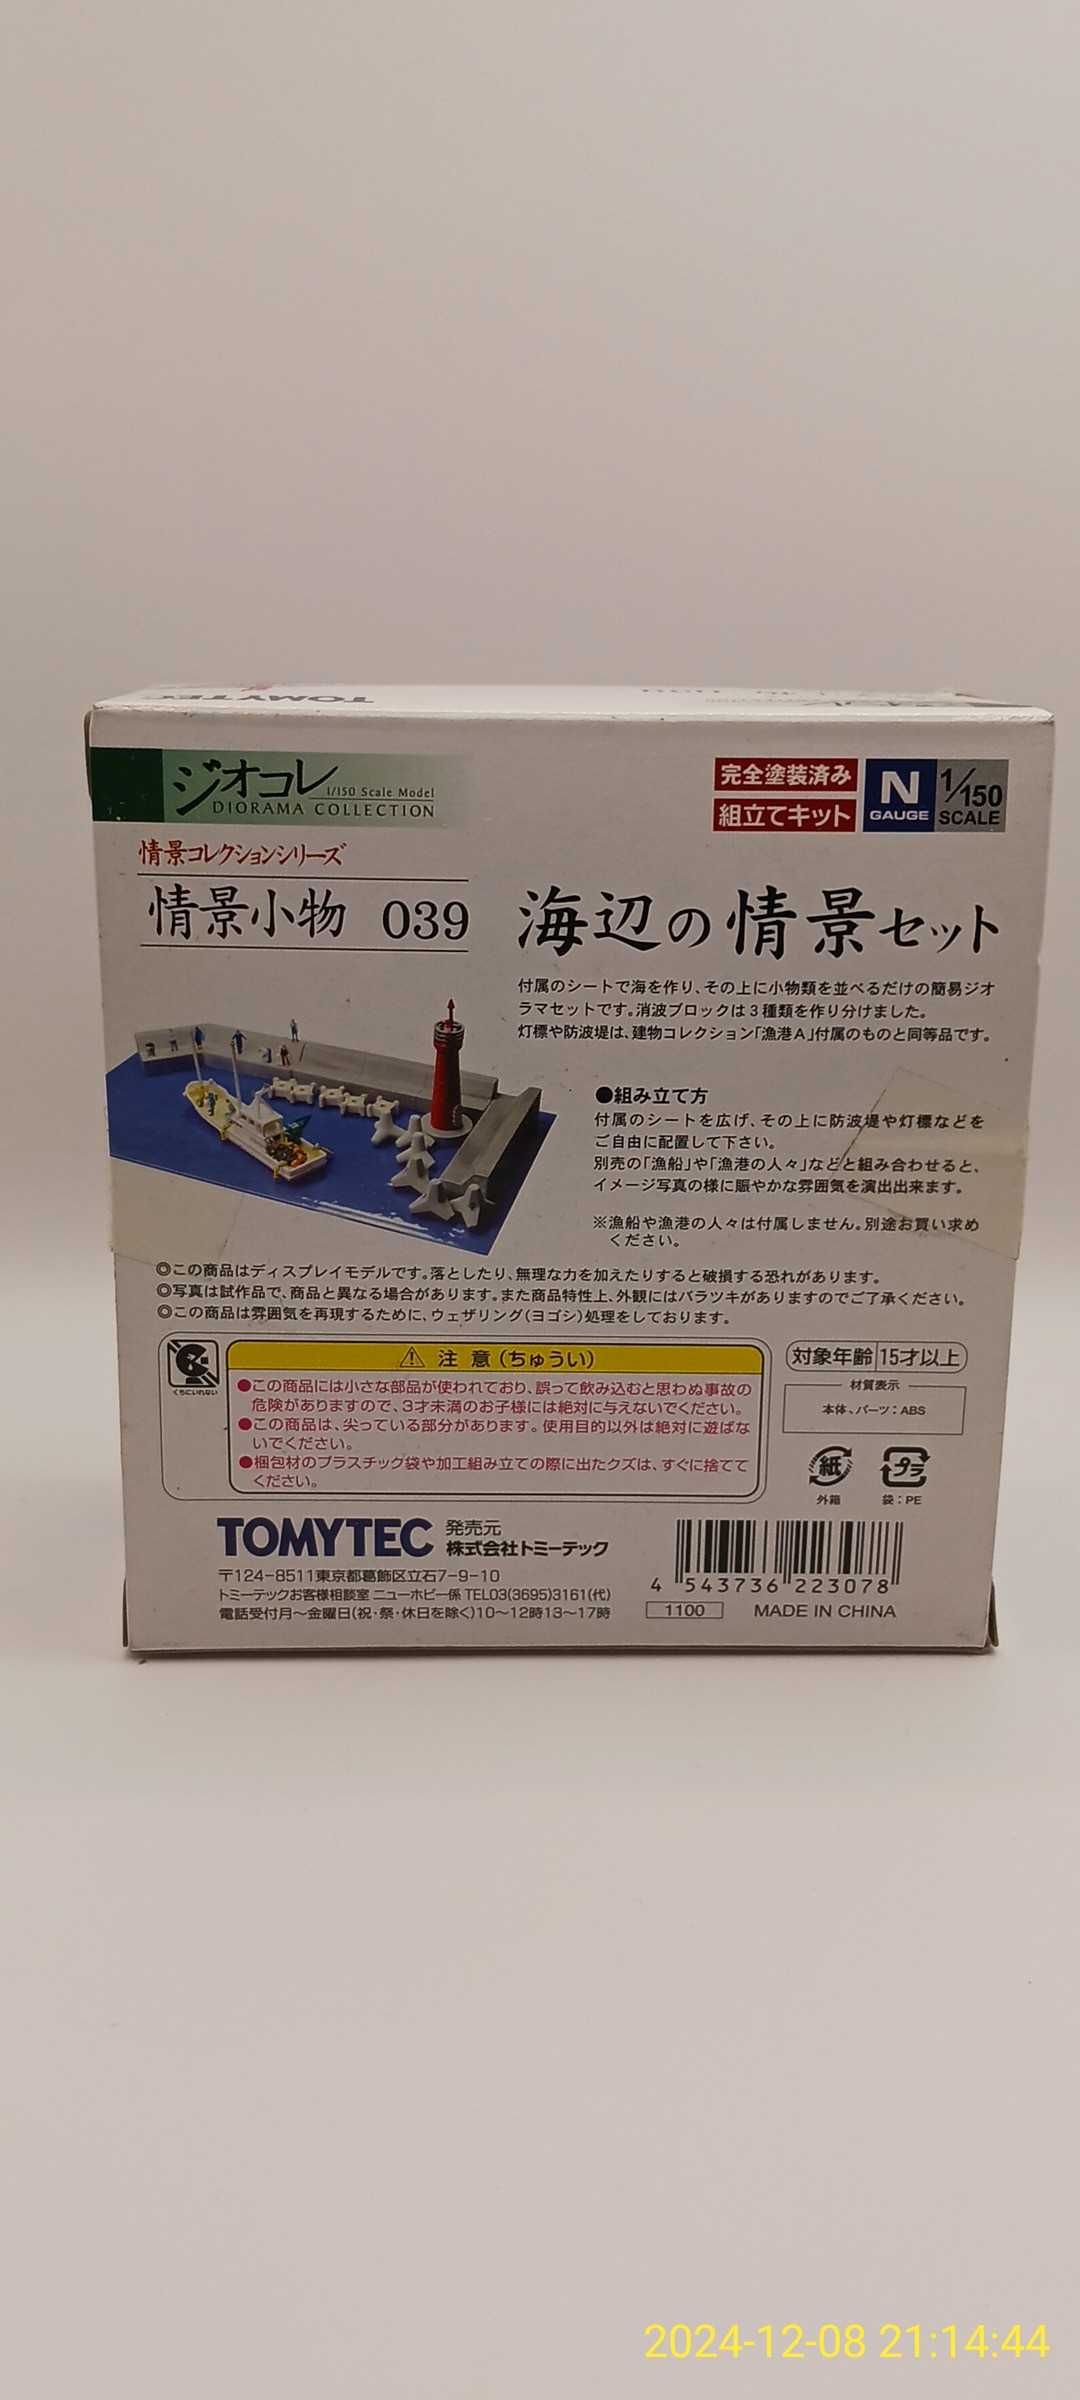 TOMYTEC
ジオコレ
1/150 Scale Model
DIORAMA COLLECTION
完全塗装済み
組立てキット
N
GAUGE
1/150
SCALE
情景コレクションシリーズ
情景小物 039
海辺の情景セット
付属のシートで海を作り、その上に小物類を並べるだけの簡易ジオ
ラマセットです。消波ブロックは3種類を作り分けました。
灯標や防波堤は、建物コレクション「漁港A」付属のものと同等品です。
●組み立て方
付属のシートを広げ、その上に防波堤や灯標などを
ご自由に配置して下さい。
別売の「漁船」や「漁港の人々」などと組み合わせると、
イメージ写真の様に賑やかな雰囲気を演出出来ます。
※漁船や漁港の人々は付属しません。別途お買い求め
ください。
◎この商品はディスプレイモデルです。落としたり、無理な力を加えたりすると破損する恐れがあります。
◎写真は試作品で、商品と異なる場合があります。また商品特性上、外観にはバラツキがありますのでご了承ください。
◎この商品は雰囲気を再現するために、ウェザリング(ヨゴシ)処理をしております。
くちにいれない
注 意(ちゅうい)
●この商品には小さな部品が使われており、誤って飲み込むと思わぬ事故の
危険がありますので、3才未満のお子様には絶対に与えないでください。
●この商品は、尖っている部分があります。使用目的以外は絶対に遊ばな
いでください。
●梱包材のプラスチック袋や加工組み立ての際に出たクズは、すぐに捨てて
ください。
対象年齢 15才以上
材質表示
本体、パーツ:ABS
紙
外箱
プラ
袋:PE
TOMYTEC
発売元
株式会社トミーテック
〒124-8511東京都葛飾区立石7-9-10
トミーテックお客様相談室 ニューホビー係 TEL03(3695)3161(代)
電話受付月〜金曜日(祝・祭・休日を除く)10〜12時13〜17時
4 543736 223078
1100
MADE IN CHINA
2024-12-08 21:14:44